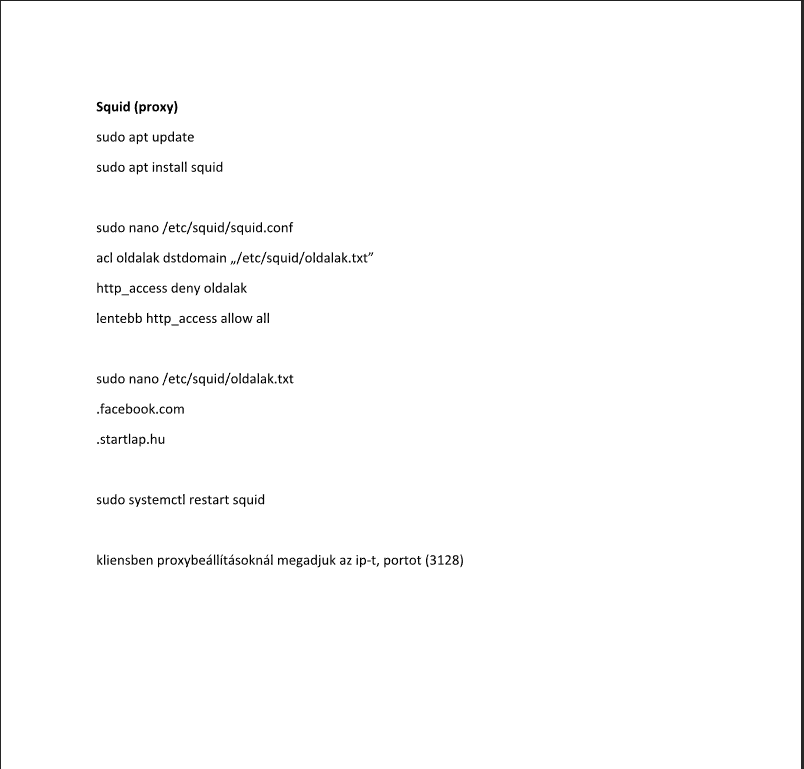 Squid (proxy)
sudo apt update
sudo apt install squid
sudo nano /etc/squid/squid.conf
acl oldalak dstdomain „/etc/squid/oldalak.txt”
http_access deny oldalak
lentebb http_access allow all
sudo nano /etc/squid/oldalak.txt
.facebook.com
.startlap.hu
sudo systemctl restart squid
kliensben proxybeállításoknál megadjuk az ip-t, portot (3128)